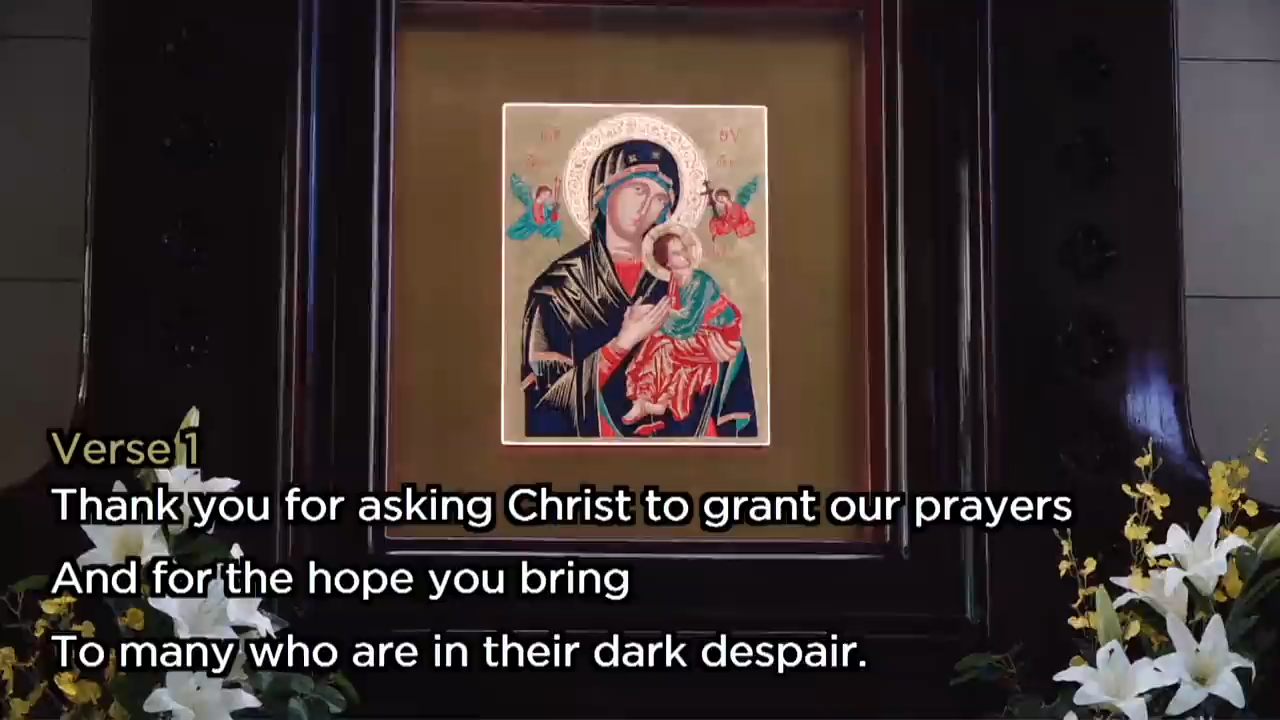 ΘΥ
Verse 1
Thank you for asking Christ to grant our prayers
And for the hope you bring
To many who are in their dark despair.